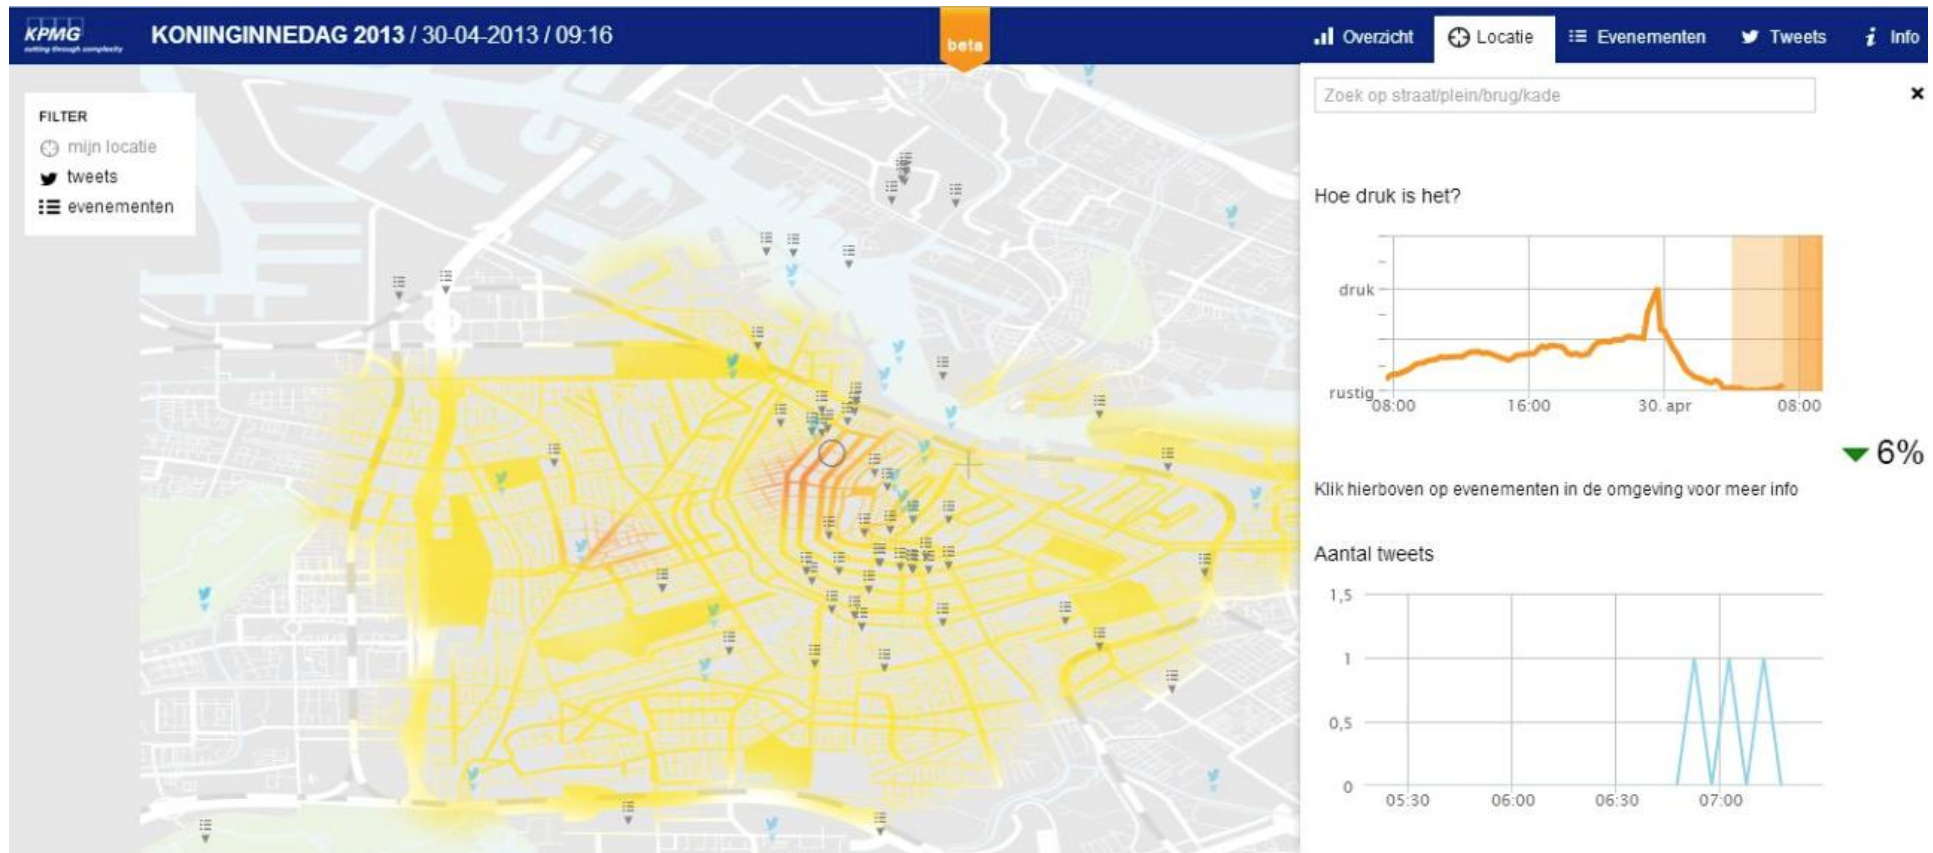 KPMG
cutting through complexity
KONINGINNEDAG 2013 / 30-04-2013 / 09:16
beta
Overzicht
Locatie
Evenementen
Tweets
i Info
FILTER
mijn locatie
tweets
evenementen
Zoek op straat/plein/brug/kade
×
Hoe druk is het?
druk
rustig
08:00 16:00 30. apr 08:00
6%
Klik hierboven op evenementen in de omgeving voor meer info
Aantal tweets
1,5
1
0,5
0
05:30 06:00 06:30 07:00